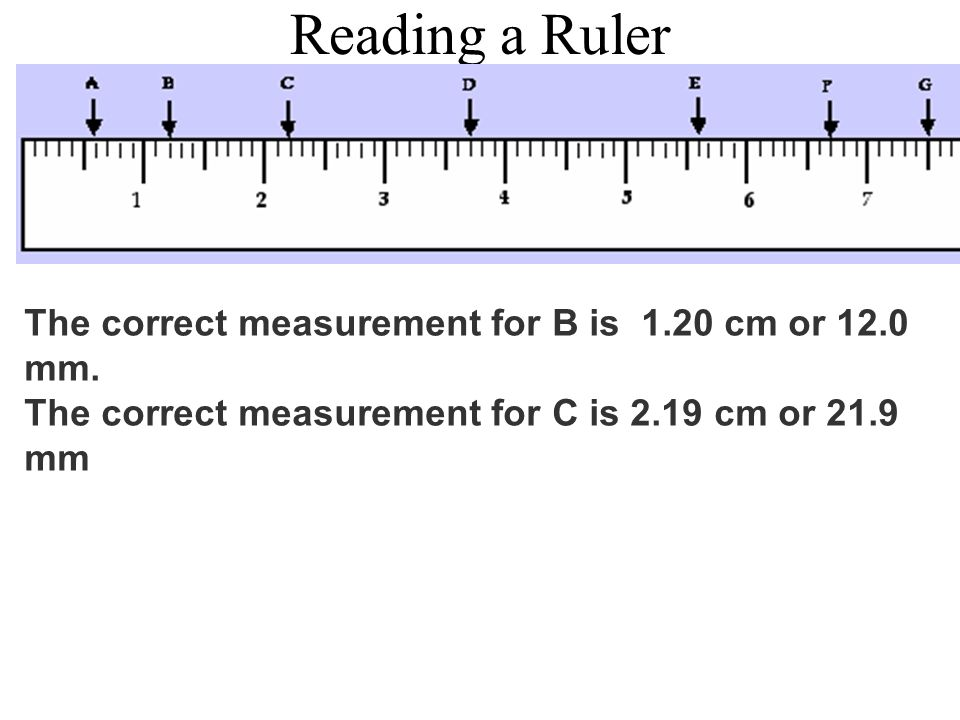 Reading a Ruler
A B C D E F G
1 2 3 4 5 6 7
The correct measurement for B is 1.20 cm or 12.0
mm.
The correct measurement for C is 2.19 cm or 21.9
mm